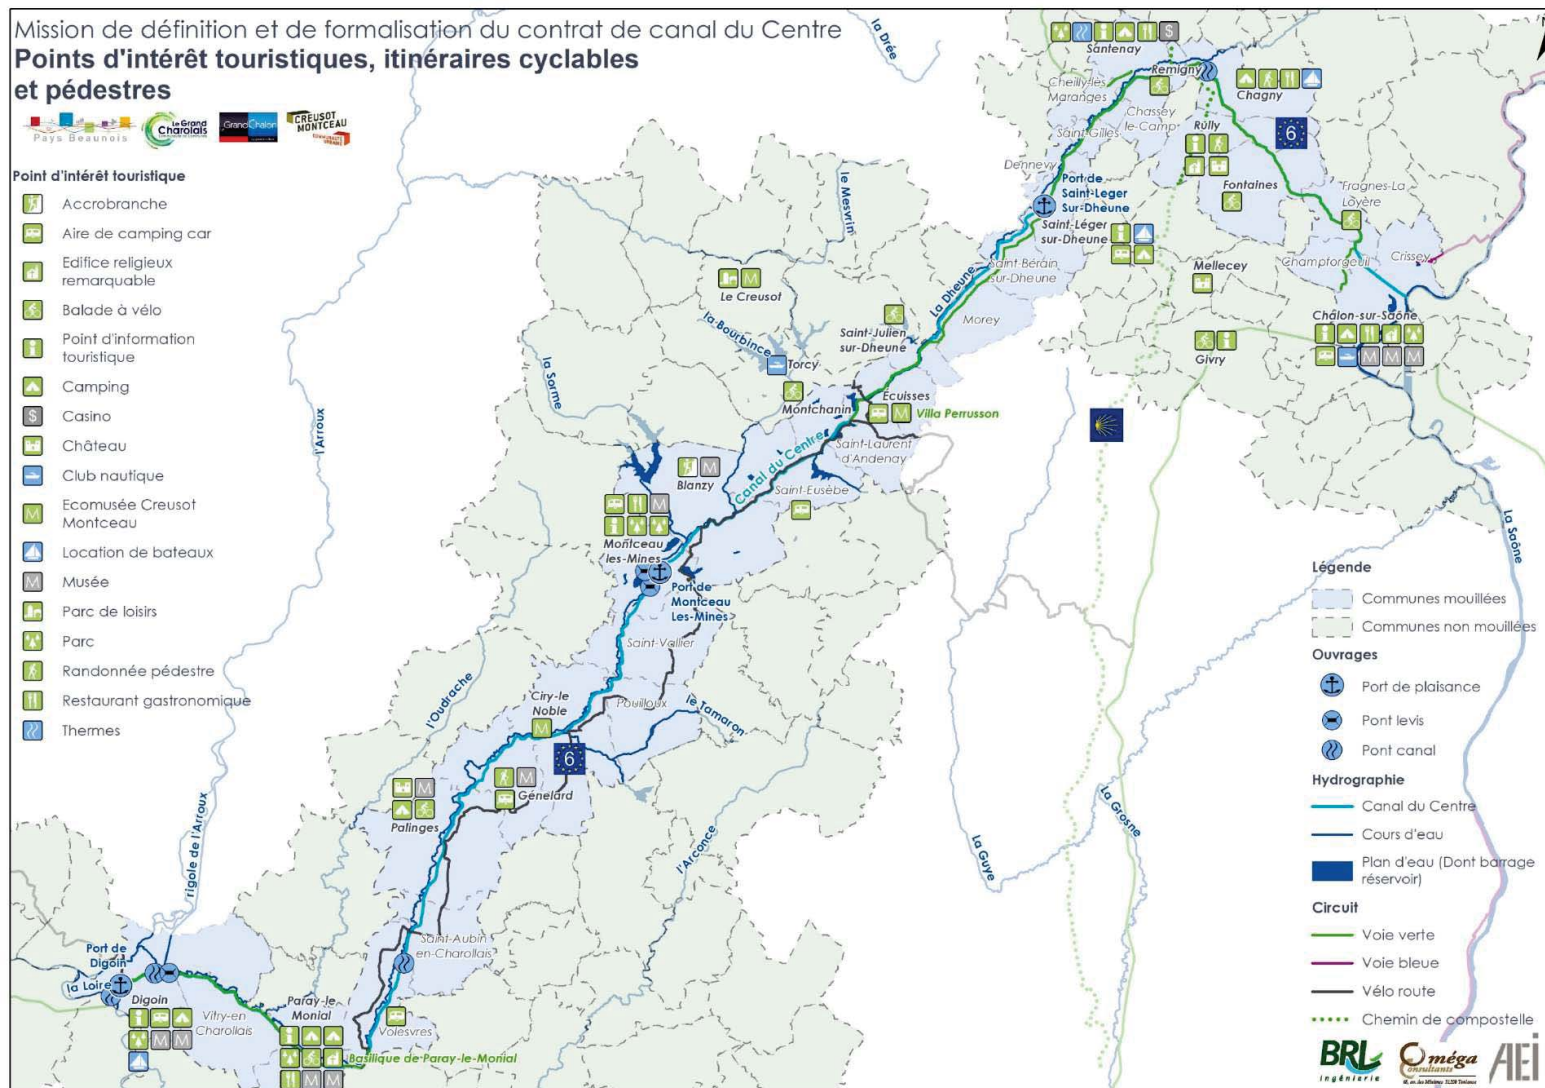 Mission de définition et de formalisation du contrat de canal du Centre
Points d'intérêt touristiques, itinéraires cyclables
et pédestres
Pays Beaunois
Le Grand
Charolais
GrandChalon
CREUSOT
MONTCEAU
Point d'intérêt touristique
Accrobranche
Aire de camping car
Edifice religieux
remarquable
Balade à vélo
Point d'information
touristique
Camping
Casino
Château
Club nautique
Ecomusée Creusot
Montceau
Location de bateaux
Musée
Parc de loisirs
Parc
Randonnée pédestre
Restaurant gastronomique
Thermes
la Drée
Santenay
Remigny
Cheilly-lès
Maranges
Chagny
Chassey
le-Camp
Rully
6
Saint-Gilles
Dennevy
Port de
Saint-Leger
Sur-Dheune
Fontaines
Fragnes-La
Loyère
Saint-Léger
sur-Dheune
Champforgeuil
Crissey
Mellecey
Saint-Bérain
sur-Dheune
La Dheune
le Mesvrin
Le Creusot
Morey
Châlon-sur-Saône
Givry
Saint-Julien
sur-Dheune
la Bourbince
Torcy
la Sorme
Montchanin
Écuisses
Villa Perrusson
Saint-Laurent
d'Andenay
Canal du Centre
l'Arroux
Blanzy
Saint-Eusèbe
Montceau
les-Mines
Port de
Montceau
Les-Mines
La Saône
Saint-Vallier
Ciry-le
Noble
Pouilloux
le Tamaron
l'Oudrache
6
Génelard
Palinges
La Guye
La Grosne
l'Arconce
rigole de l'Arroux
Saint-Aubin
en-Charollais
Port de
Digoin
la Loire
Digoin
Vitry-en
Charollais
Paray-le
Monial
Volesvres
Basilique de Paray-le-Monial
Légende
Communes mouillées
Communes non mouillées
Ouvrages
Port de plaisance
Pont levis
Pont canal
Hydrographie
Canal du Centre
Cours d'eau
Plan d'eau (Dont barrage
réservoir)
Circuit
Voie verte
Voie bleue
Vélo route
Chemin de compostelle
BRL
Ingénierie
Oméga
Consultants
AEI